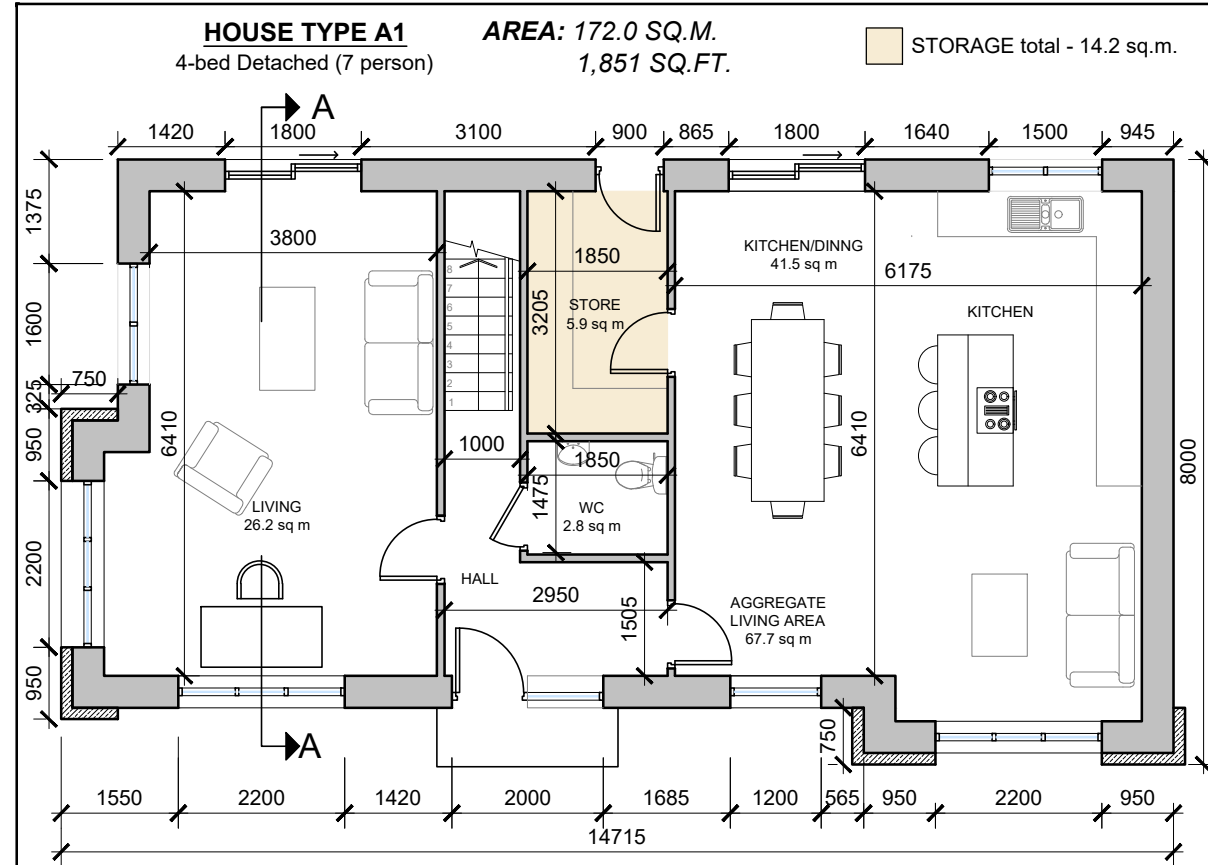 HOUSE TYPE A1
4-bed Detached (7 person)
AREA: 172.0 SQ.M.
1,851 SQ.FT.
STORAGE total - 14.2 sq.m.
A
1420 1800 3100 900 865 1800 1640 1500 945
1375
1600
325
950
2200
950
750
3800
6410
LIVING
26.2 sq m
8
7
6
5
4
3
2
1
1000
1850
3205
STORE
5.9 sq m
1850
1475
WC
2.8 sq m
HALL
2950
1505
KITCHEN/DINNG
41.5 sq m
6175
KITCHEN
6410
AGGREGATE
LIVING AREA
67.7 sq m
8000
750
A
1550 2200 1420 2000 1685 1200 565 950 2200 950
14715